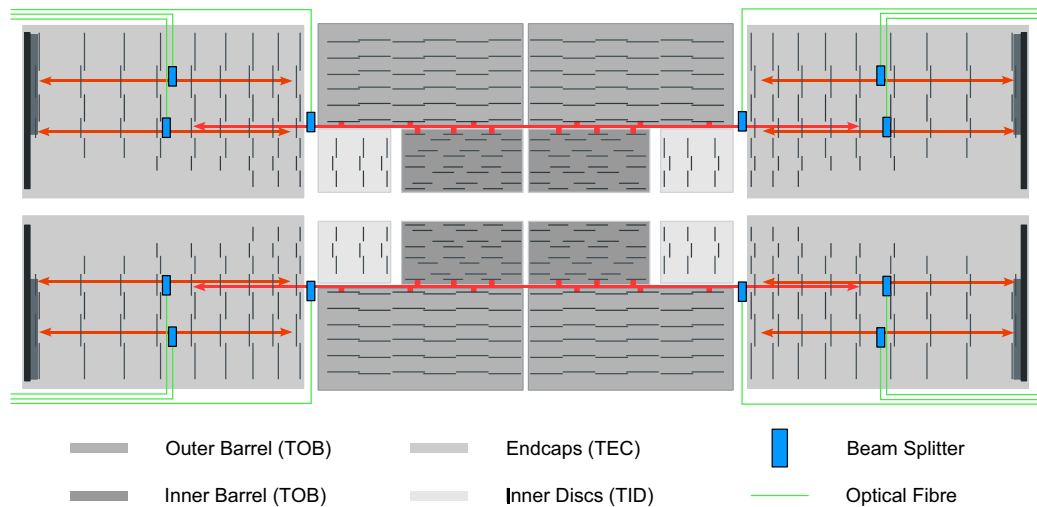 Outer Barrel (TOB)
Endcaps (TEC)
Beam Splitter
Inner Barrel (TOB)
Inner Discs (TID)
Optical Fibre